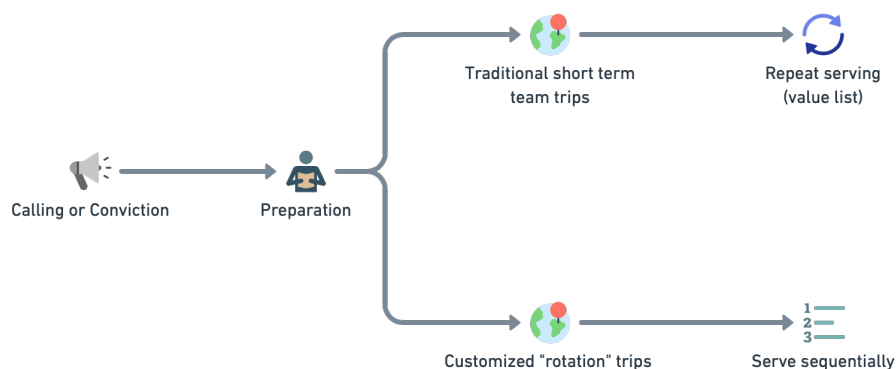 Traditional short term
team trips
Repeat serving
(value list)
Calling or Conviction
Preparation
1
2
3
Customized "rotation" trips
Serve sequentially